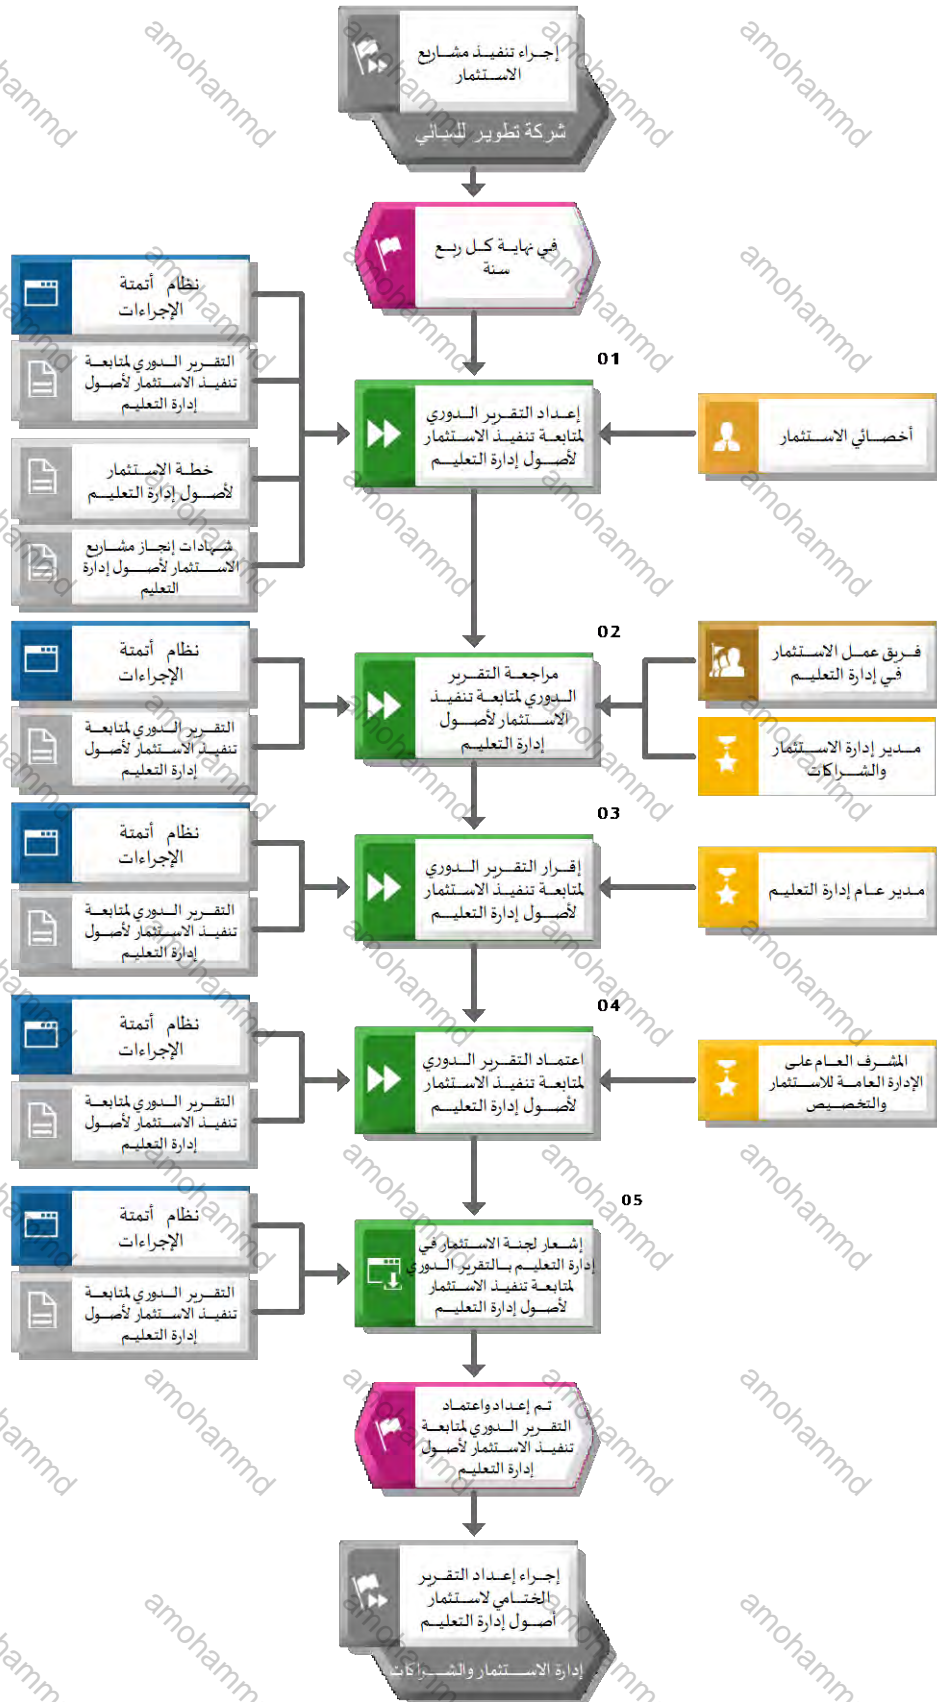 إجراء تنفيذ مشاريع
الاستثمار
شركة تطوير للمباني
في نهاية كل ربع
سنة
نظام أتمتة
الإجراءات
التقرير الدوري لمتابعة
تنفيذ الاستثمار لأصول
إدارة التعليم
خطة الاستثمار
لأصول إدارة التعليم
شهادات إنجاز مشاريع
الاستثمار لأصول إدارة
التعليم
01
إعداد التقرير الدوري
لمتابعة تنفيذ الاستثمار
لأصول إدارة التعليم
أخصائي الاستثمار
02
نظام أتمتة
الإجراءات
التقرير الدوري لمتابعة
تنفيذ الاستثمار لأصول
إدارة التعليم
مراجعة التقرير
الدوري لمتابعة تنفيذ
الاستثمار لأصول
إدارة التعليم
فريق عمل الاستثمار
في إدارة التعليم
مدير إدارة الاستثمار
والشراكات
03
نظام أتمتة
الإجراءات
التقرير الدوري لمتابعة
تنفيذ الاستثمار لأصول
إدارة التعليم
إقرار التقرير الدوري
لمتابعة تنفيذ الاستثمار
لأصول إدارة التعليم
مدير عام إدارة التعليم
04
نظام أتمتة
الإجراءات
التقرير الدوري لمتابعة
تنفيذ الاستثمار لأصول
إدارة التعليم
اعتماد التقرير الدوري
لمتابعة تنفيذ الاستثمار
لأصول إدارة التعليم
المشرف العام على
الإدارة العامة للاستثمار
والتخصيص
05
نظام أتمتة
الإجراءات
التقرير الدوري لمتابعة
تنفيذ الاستثمار لأصول
إدارة التعليم
إشعار لجنة الاستثمار في
إدارة التعليم بالتقرير الدوري
لمتابعة تنفيذ الاستثمار
لأصول إدارة التعليم
تم إعداد واعتماد
التقرير الدوري لمتابعة
تنفيذ الاستثمار لأصول
إدارة التعليم
إجراء إعداد التقرير
الختامي لاستثمار
أصول إدارة التعليم
إدارة الاستثمار والشراكات
amohammd